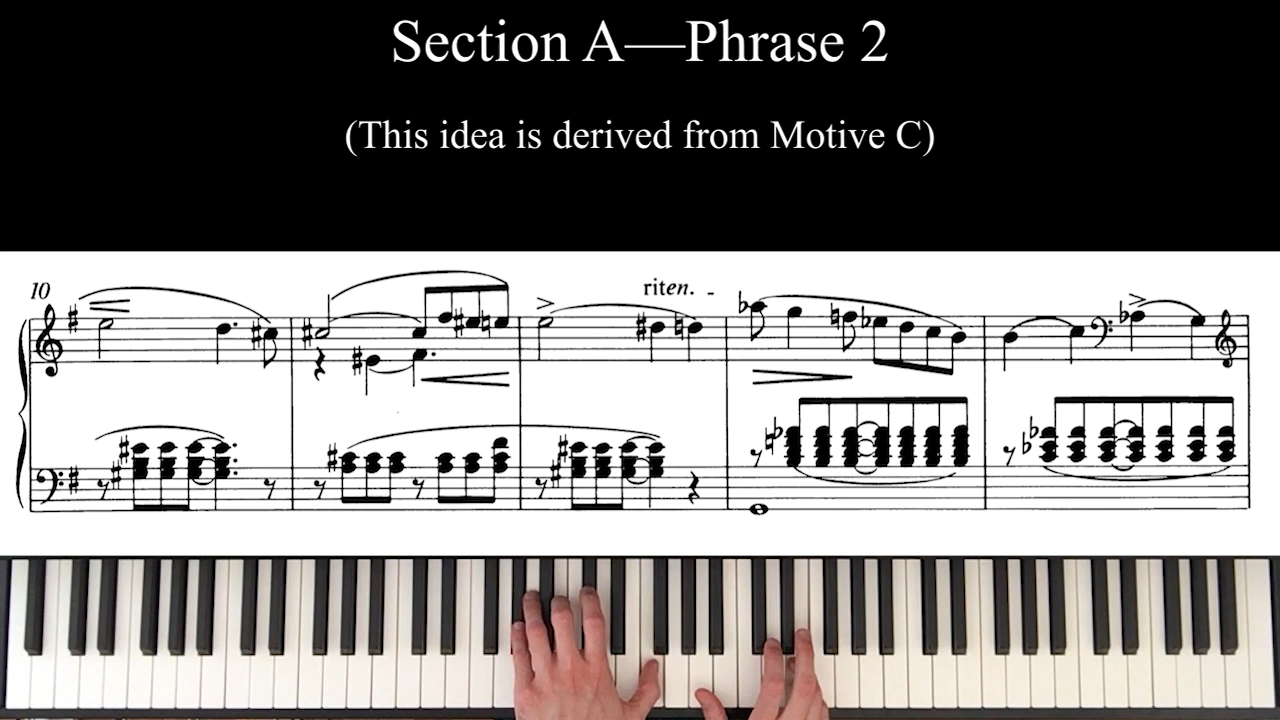 Section A—Phrase 2
(This idea is derived from Motive C)
10
riten. -